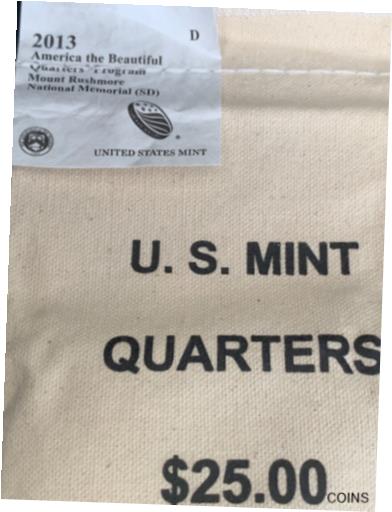 2013 D
America the Beautiful
Quarters Program
Mount Rushmore
National Memorial (SD)
UNITED STATES MINT
U. S. MINT
QUARTERS
$25.00
COINS